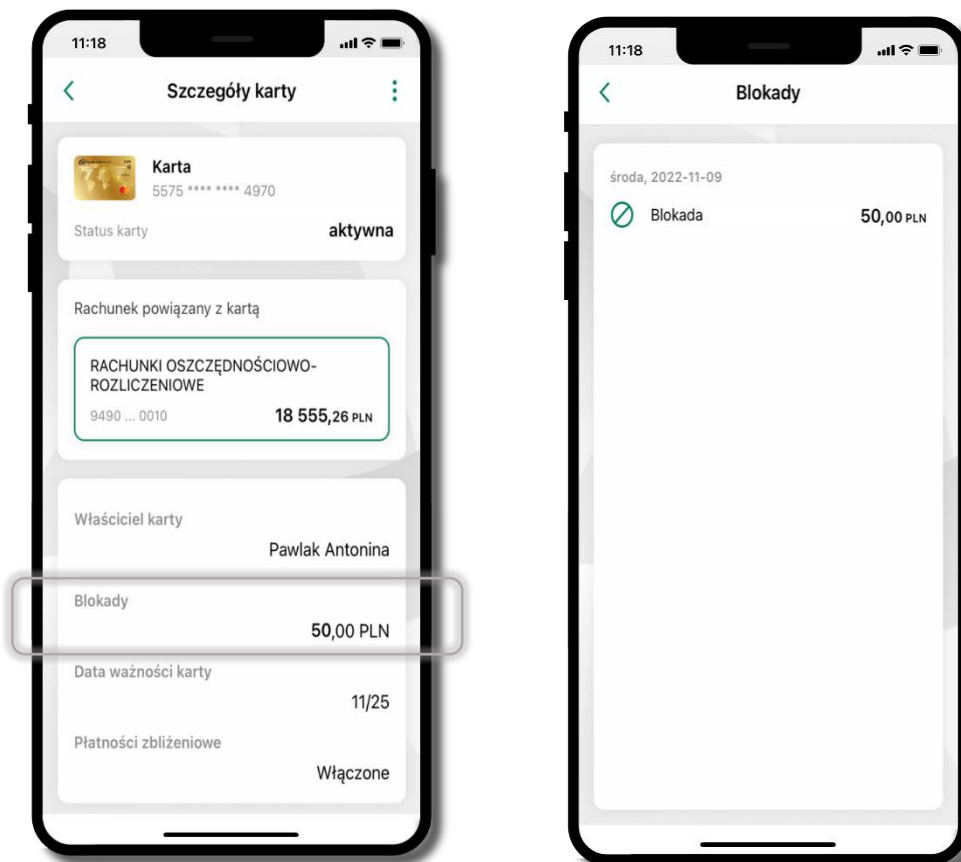 11:18
Szczegóły karty
Karta
5575 **** **** 4970
Status karty
aktywna
Rachunek powiązany z kartą
RACHUNKI OSZCZĘDNOŚCIOWO-
ROZLICZENIOWE
9490 ... 0010 18 555,26 PLN
Właściciel karty
Pawlak Antonina
Blokady
50,00 PLN
Data ważności karty
11/25
Płatności zbliżeniowe
Włączone
11:18
Blokady
środa, 2022-11-09
Blokada 50,00 PLN